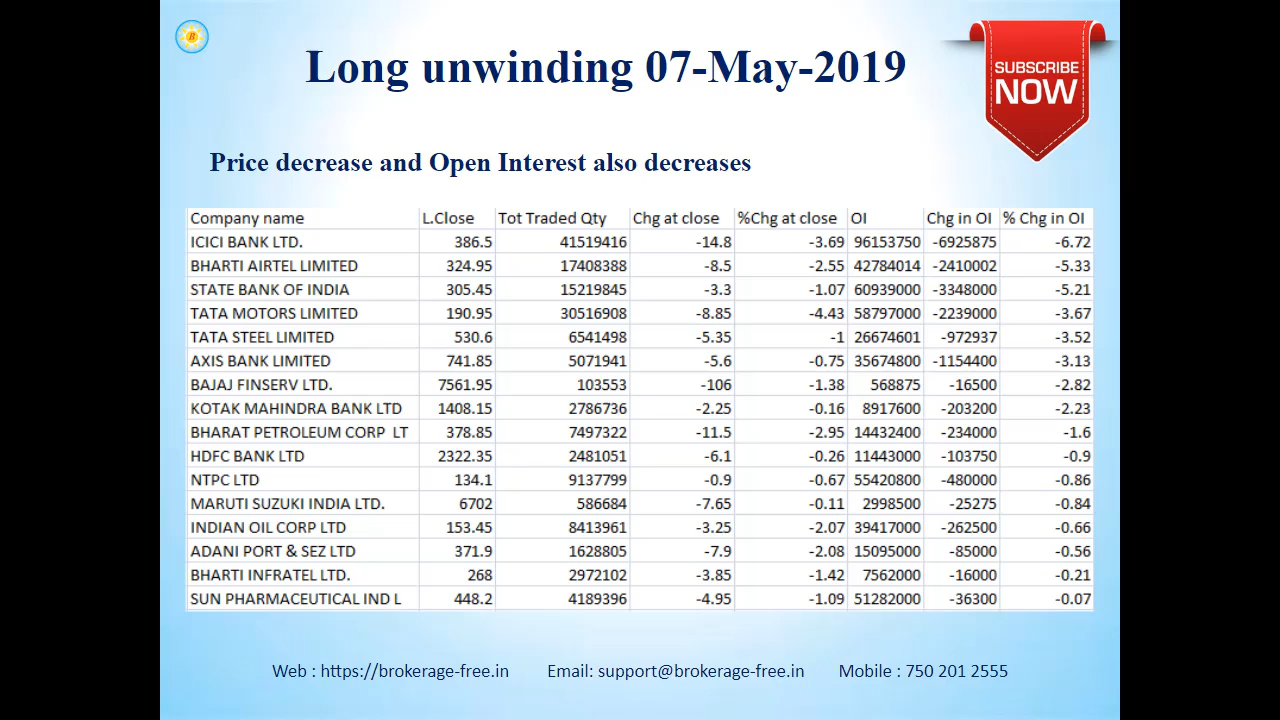 B
Long unwinding 07-May-2019
SUBSCRIBE
NOW
Price decrease and Open Interest also decreases
Company name L.Close Tot Traded Qty Chg at close %Chg at close OI Chg in OI % Chg in OI
ICICI BANK LTD. 386.5 41519416 -14.8 -3.69 96153750 -6925875 -6.72
BHARTI AIRTEL LIMITED 324.95 17408388 -8.5 -2.55 42784014 -2410002 -5.33
STATE BANK OF INDIA 305.45 15219845 -3.3 -1.07 60939000 -3348000 -5.21
TATA MOTORS LIMITED 190.95 30516908 -8.85 -4.43 58797000 -2239000 -3.67
TATA STEEL LIMITED 530.6 6541498 -5.35 -1 26674601 -972937 -3.52
AXIS BANK LIMITED 741.85 5071941 -5.6 -0.75 35674800 -1154400 -3.13
BAJAJ FINSERV LTD. 7561.95 103553 -106 -1.38 568875 -16500 -2.82
KOTAK MAHINDRA BANK LTD 1408.15 2786736 -2.25 -0.16 8917600 -203200 -2.23
BHARAT PETROLEUM CORP LT 378.85 7497322 -11.5 -2.95 14432400 -234000 -1.6
HDFC BANK LTD 2322.35 2481051 -6.1 -0.26 11443000 -103750 -0.9
NTPC LTD 134.1 9137799 -0.9 -0.67 55420800 -480000 -0.86
MARUTI SUZUKI INDIA LTD. 6702 586684 -7.65 -0.11 2998500 -25275 -0.84
INDIAN OIL CORP LTD 153.45 8413961 -3.25 -2.07 39417000 -262500 -0.66
ADANI PORT & SEZ LTD 371.9 1628805 -7.9 -2.08 15095000 -85000 -0.56
BHARTI INFRATEL LTD. 268 2972102 -3.85 -1.42 7562000 -16000 -0.21
SUN PHARMACEUTICAL IND L 448.2 4189396 -4.95 -1.09 51282000 -36300 -0.07
Web : https://brokerage-free.in Email: support@brokerage-free.in Mobile : 750 201 2555